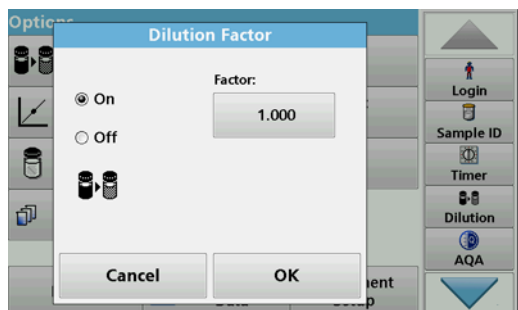 Dilution Factor
On
Off
Factor:
1.000
Cancel
OK
Login
Sample ID
Timer
Dilution
AQA